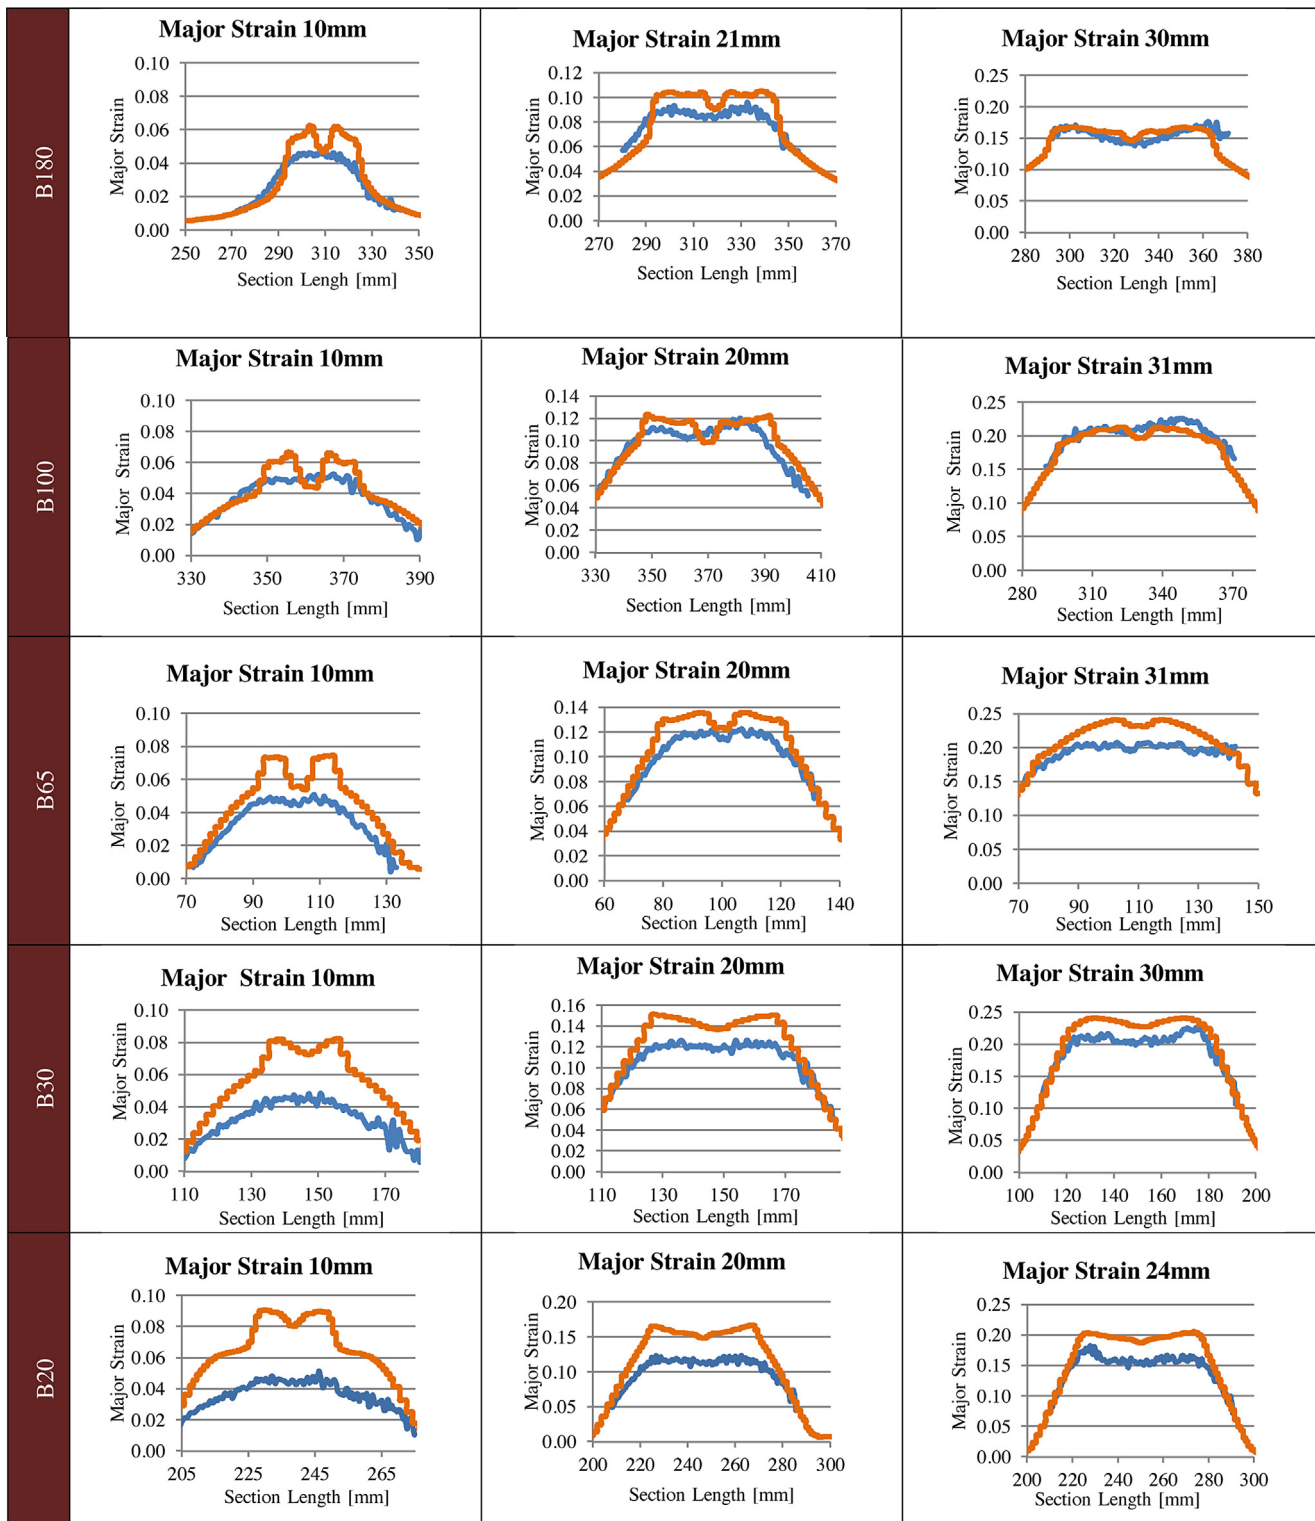 B180
Major Strain 10mm
Major Strain
0.10
0.08
0.06
0.04
0.02
0.00
250 270 290 310 330 350
Section Lengh [mm]
Major Strain 21mm
Major Strain
0.12
0.10
0.08
0.06
0.04
0.02
0.00
270 290 310 330 350 370
Section Lengh [mm]
Major Strain 30mm
Major Strain
0.25
0.20
0.15
0.10
0.05
0.00
280 300 320 340 360 380
Section Lengh [mm]
B100
Major Strain 10mm
Major Strain
0.10
0.08
0.06
0.04
0.02
0.00
330 350 370 390
Section Length [mm]
Major Strain 20mm
Major Strain
0.14
0.12
0.10
0.08
0.06
0.04
0.02
0.00
330 350 370 390 410
Section Length [mm]
Major Strain 31mm
Major Strain
0.25
0.20
0.15
0.10
0.05
0.00
280 310 340 370
Section Length [mm]
B65
Major Strain 10mm
Major Strain
0.10
0.08
0.06
0.04
0.02
0.00
70 90 110 130
Section Length [mm]
Major Strain 20mm
Major Strain
0.14
0.12
0.10
0.08
0.06
0.04
0.02
0.00
60 80 100 120 140
Section Length [mm]
Major Strain 31mm
Major Strain
0.25
0.20
0.15
0.10
0.05
0.00
70 90 110 130 150
Section Length [mm]
B30
Major Strain 10mm
Major Strain
0.10
0.08
0.06
0.04
0.02
0.00
110 130 150 170
Section Length [mm]
Major Strain 20mm
Major Strain
0.16
0.14
0.12
0.10
0.08
0.06
0.04
0.02
0.00
110 130 150 170
Section Length [mm]
Major Strain 30mm
Major Strain
0.25
0.20
0.15
0.10
0.05
0.00
100 120 140 160 180 200
Section Length [mm]
B20
Major Strain 10mm
Major Strain
0.10
0.08
0.06
0.04
0.02
0.00
205 225 245 265
Section Length [mm]
Major Strain 20mm
Major Strain
0.20
0.15
0.10
0.05
0.00
200 220 240 260 280 300
Section Length [mm]
Major Strain 24mm
Major Strain
0.25
0.20
0.15
0.10
0.05
0.00
200 220 240 260 280 300
Section Length [mm]